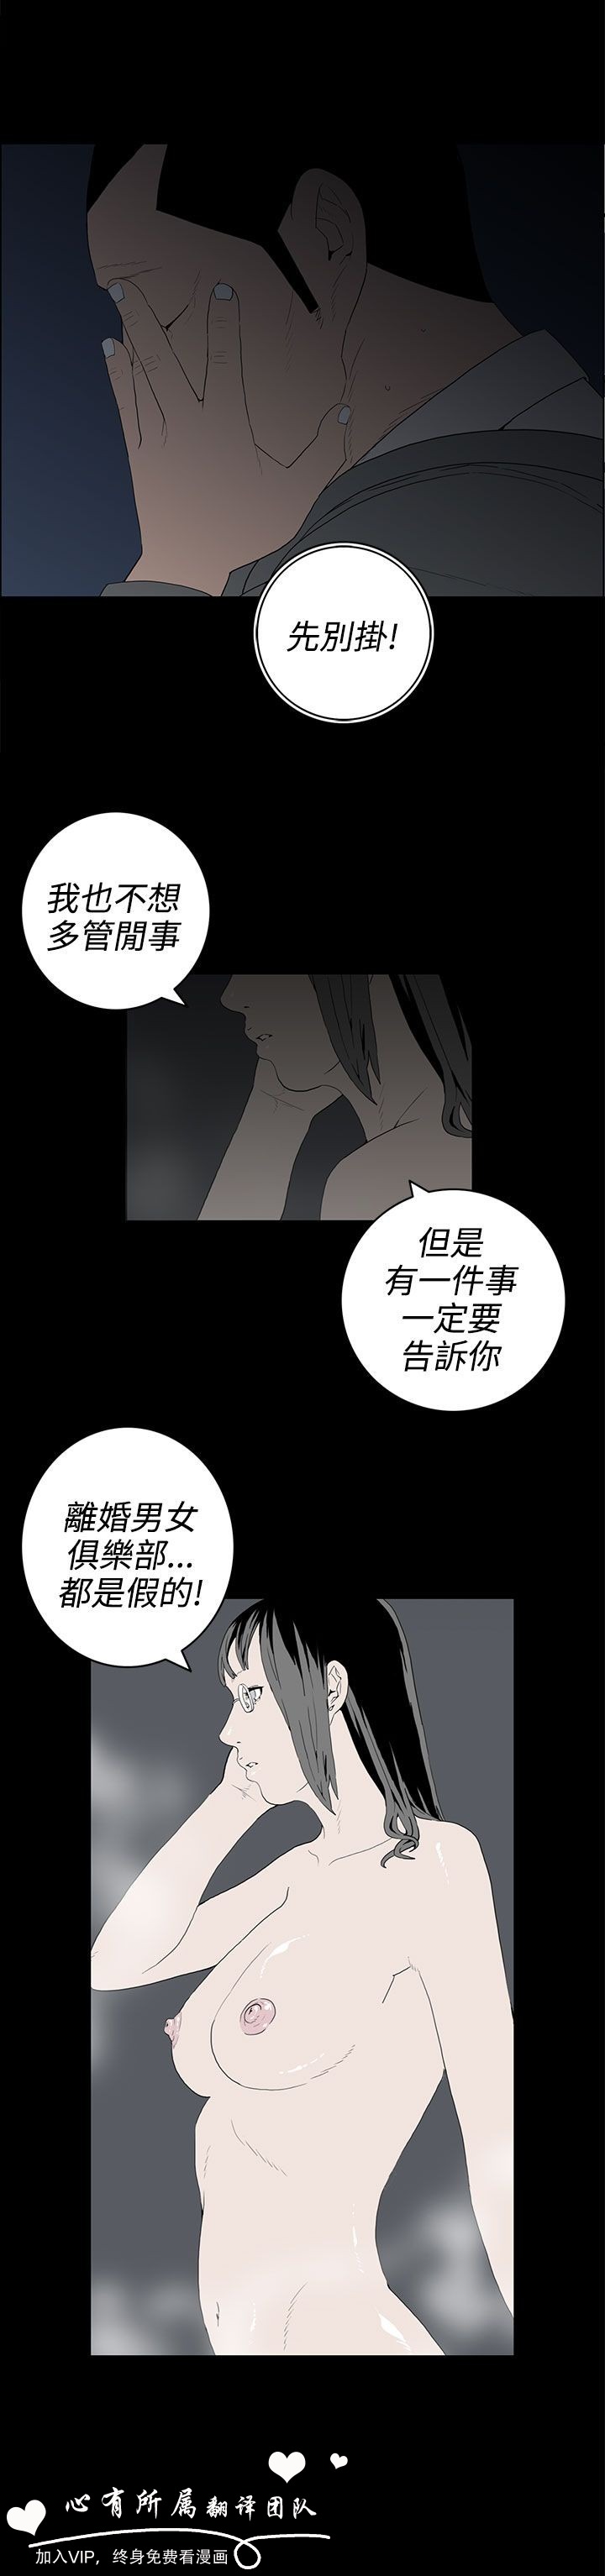 先別掛!
我也不想
多管閒事
但是
有一件事
一定要
告訴你
離婚男女
俱樂部...
都是假的!
心有所属翻译团队
加入VIP，终身免费看漫画